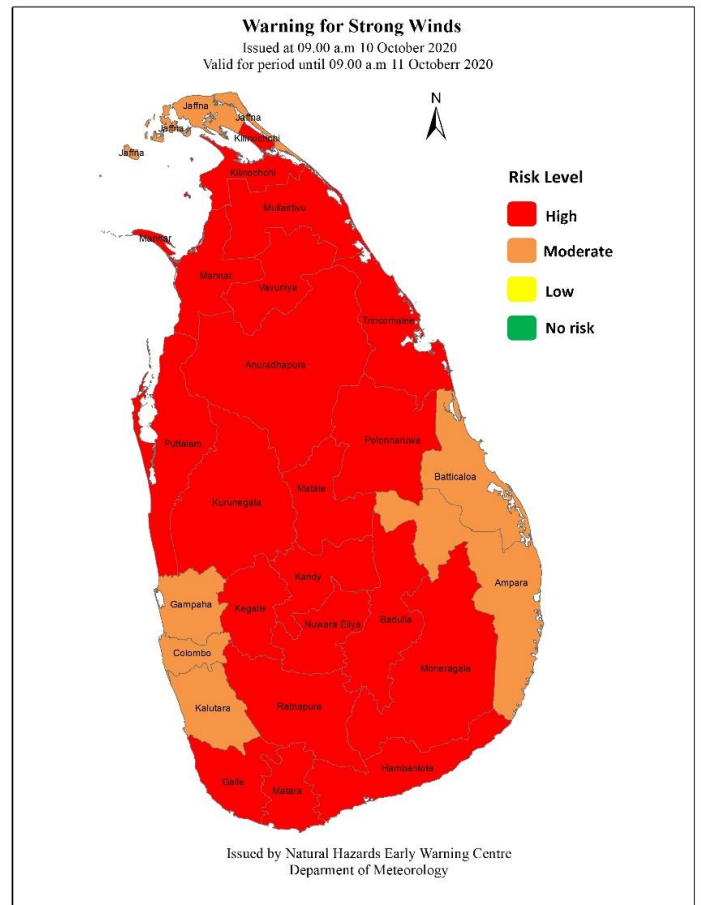 Warning for Strong Winds
Issued at 09.00 a.m 10 October 2020
Valid for period until 09.00 a.m 11 Octoberr 2020
N
Jaffna
Jaffna
Jaffna
Jaffna
Kilinochchi
Kilinochchi
Mullaittivu
Mannar
Mannar
Vavuniya
Trincomalee
Anuradhapura
Puttalam
Polonnaruwa
Batticaloa
Matale
Kurunegala
Kandy
Ampara
Gampaha
Kegalle
Nuwara Eliya
Badulla
Colombo
Moneragala
Kalutara
Ratnapura
Hambantota
Galle
Matara
Risk Level
High
Moderate
Low
No risk
Issued by Natural Hazards Early Warning Centre
Deparment of Meteorology